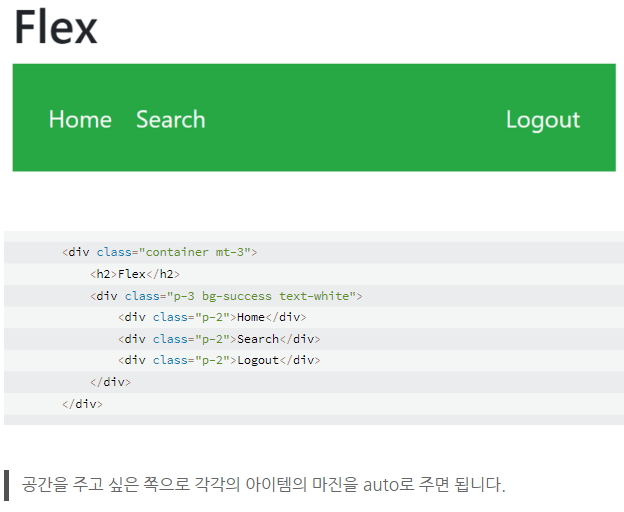 Flex
Home Search Logout
<div class="container mt-3">
<h2>Flex</h2>
<div class="p-3 bg-success text-white">
<div class="p-2">Home</div>
<div class="p-2">Search</div>
<div class="p-2">Logout</div>
</div>
</div>
공간을 주고 싶은 쪽으로 각각의 아이템의 마진을 auto로 주면 됩니다.